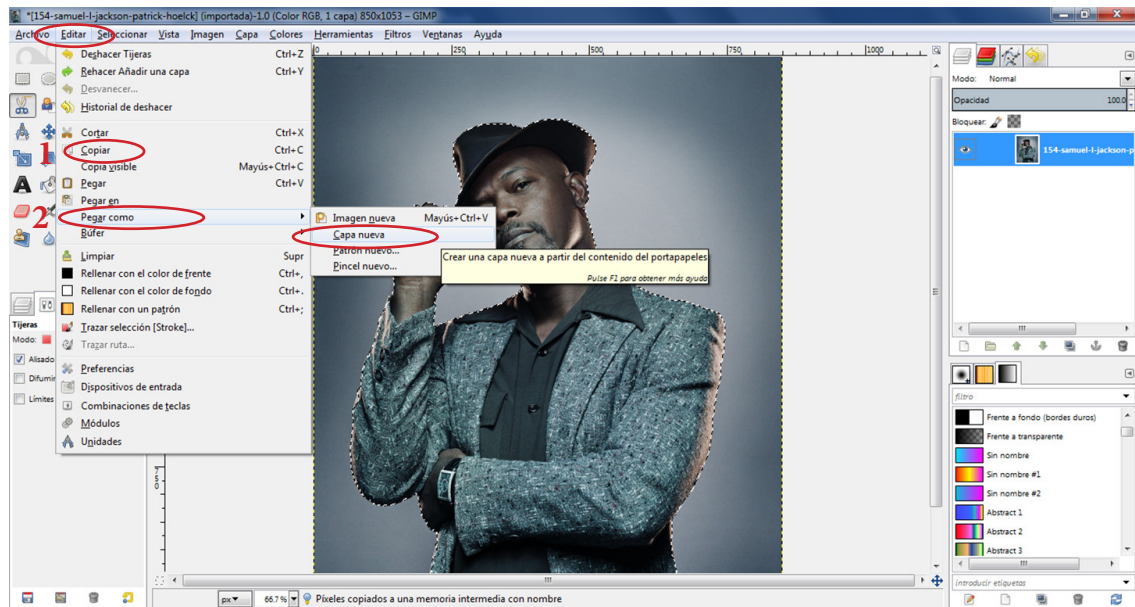 *[154-samuel-l-jackson-patrick-hoelck] (importada)-1.0 (Color RGB, 1 capa) 850x1053 – GIMP
Archivo Editar Seleccionar Vista Imagen Capa Colores Herramientas Filtros Ventanas Ayuda
Deshacer Tijeras Ctrl+Z
Rehacer Añadir una capa Ctrl+Y
Desvanecer...
Historial de deshacer
Cortar Ctrl+X
1 Copiar Ctrl+C
Copia visible Mayús+Ctrl+C
Pegar Ctrl+V
Pegar en
2 Pegar como
Búfer
Limpiar Supr
Rellenar con el color de frente Ctrl+,
Rellenar con el color de fondo Ctrl+.
Rellenar con un patrón Ctrl+;
Trazar selección [Stroke]...
Trazar ruta...
Preferencias
Dispositivos de entrada
Combinaciones de teclas
Módulos
Unidades
Imagen nueva Mayús+Ctrl+V
Capa nueva
Patrón nuevo...
Pincel nuevo...
Crear una capa nueva a partir del contenido del portapapeles
Pulse F1 para obtener más ayuda
0 250 500 750 1000
750
Tijeras
Modo:
Alisado
Difumin
Límites
px 66.7 % Píxeles copiados a una memoria intermedia con nombre
Modo: Normal
Opacidad 100.0
Bloquear:
154-samuel-l-jackson-p
filtro
Frente a fondo (bordes duros)
Frente a transparente
Sin nombre
Sin nombre #1
Sin nombre #2
Abstract 1
Abstract 2
Abstract 3
introducir etiquetas